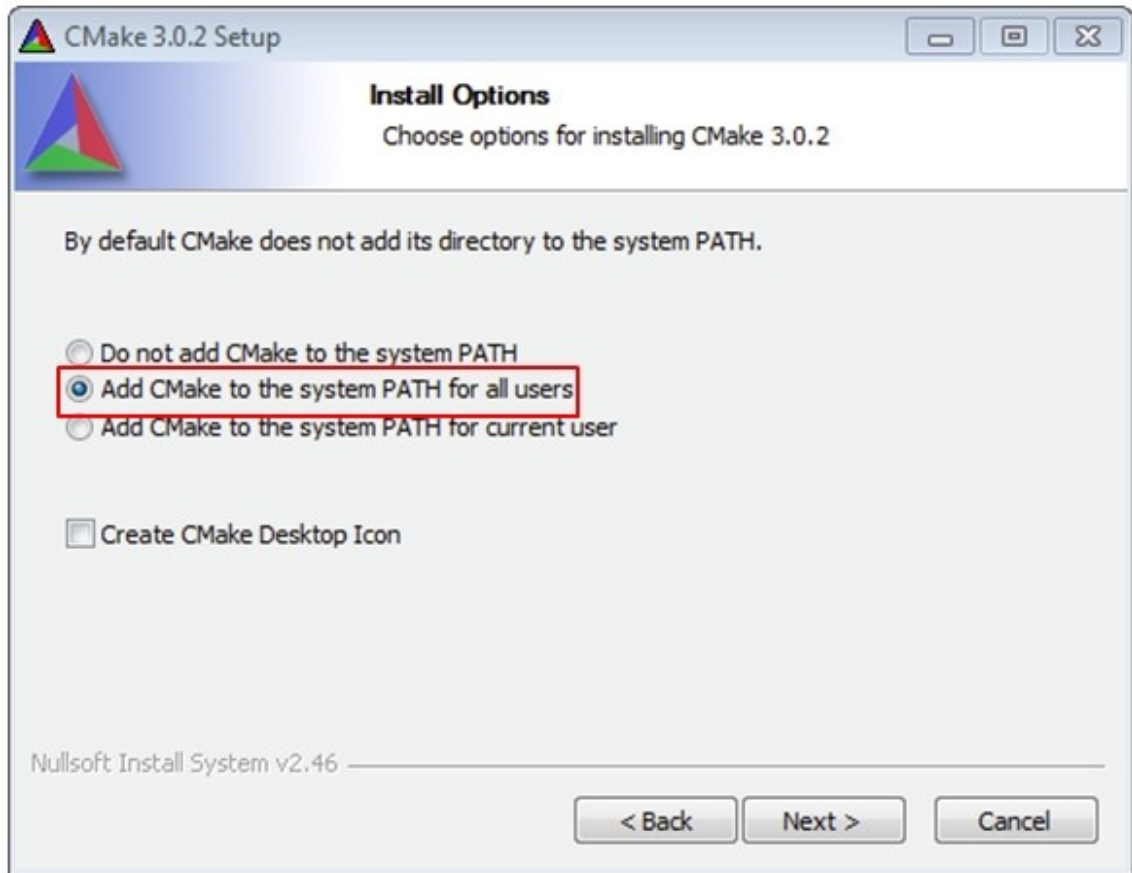 CMake 3.0.2 Setup
Install Options
Choose options for installing CMake 3.0.2
By default CMake does not add its directory to the system PATH.
Do not add CMake to the system PATH
Add CMake to the system PATH for all users
Add CMake to the system PATH for current user
Create CMake Desktop Icon
Nullsoft Install System v2.46
< Back Next > Cancel